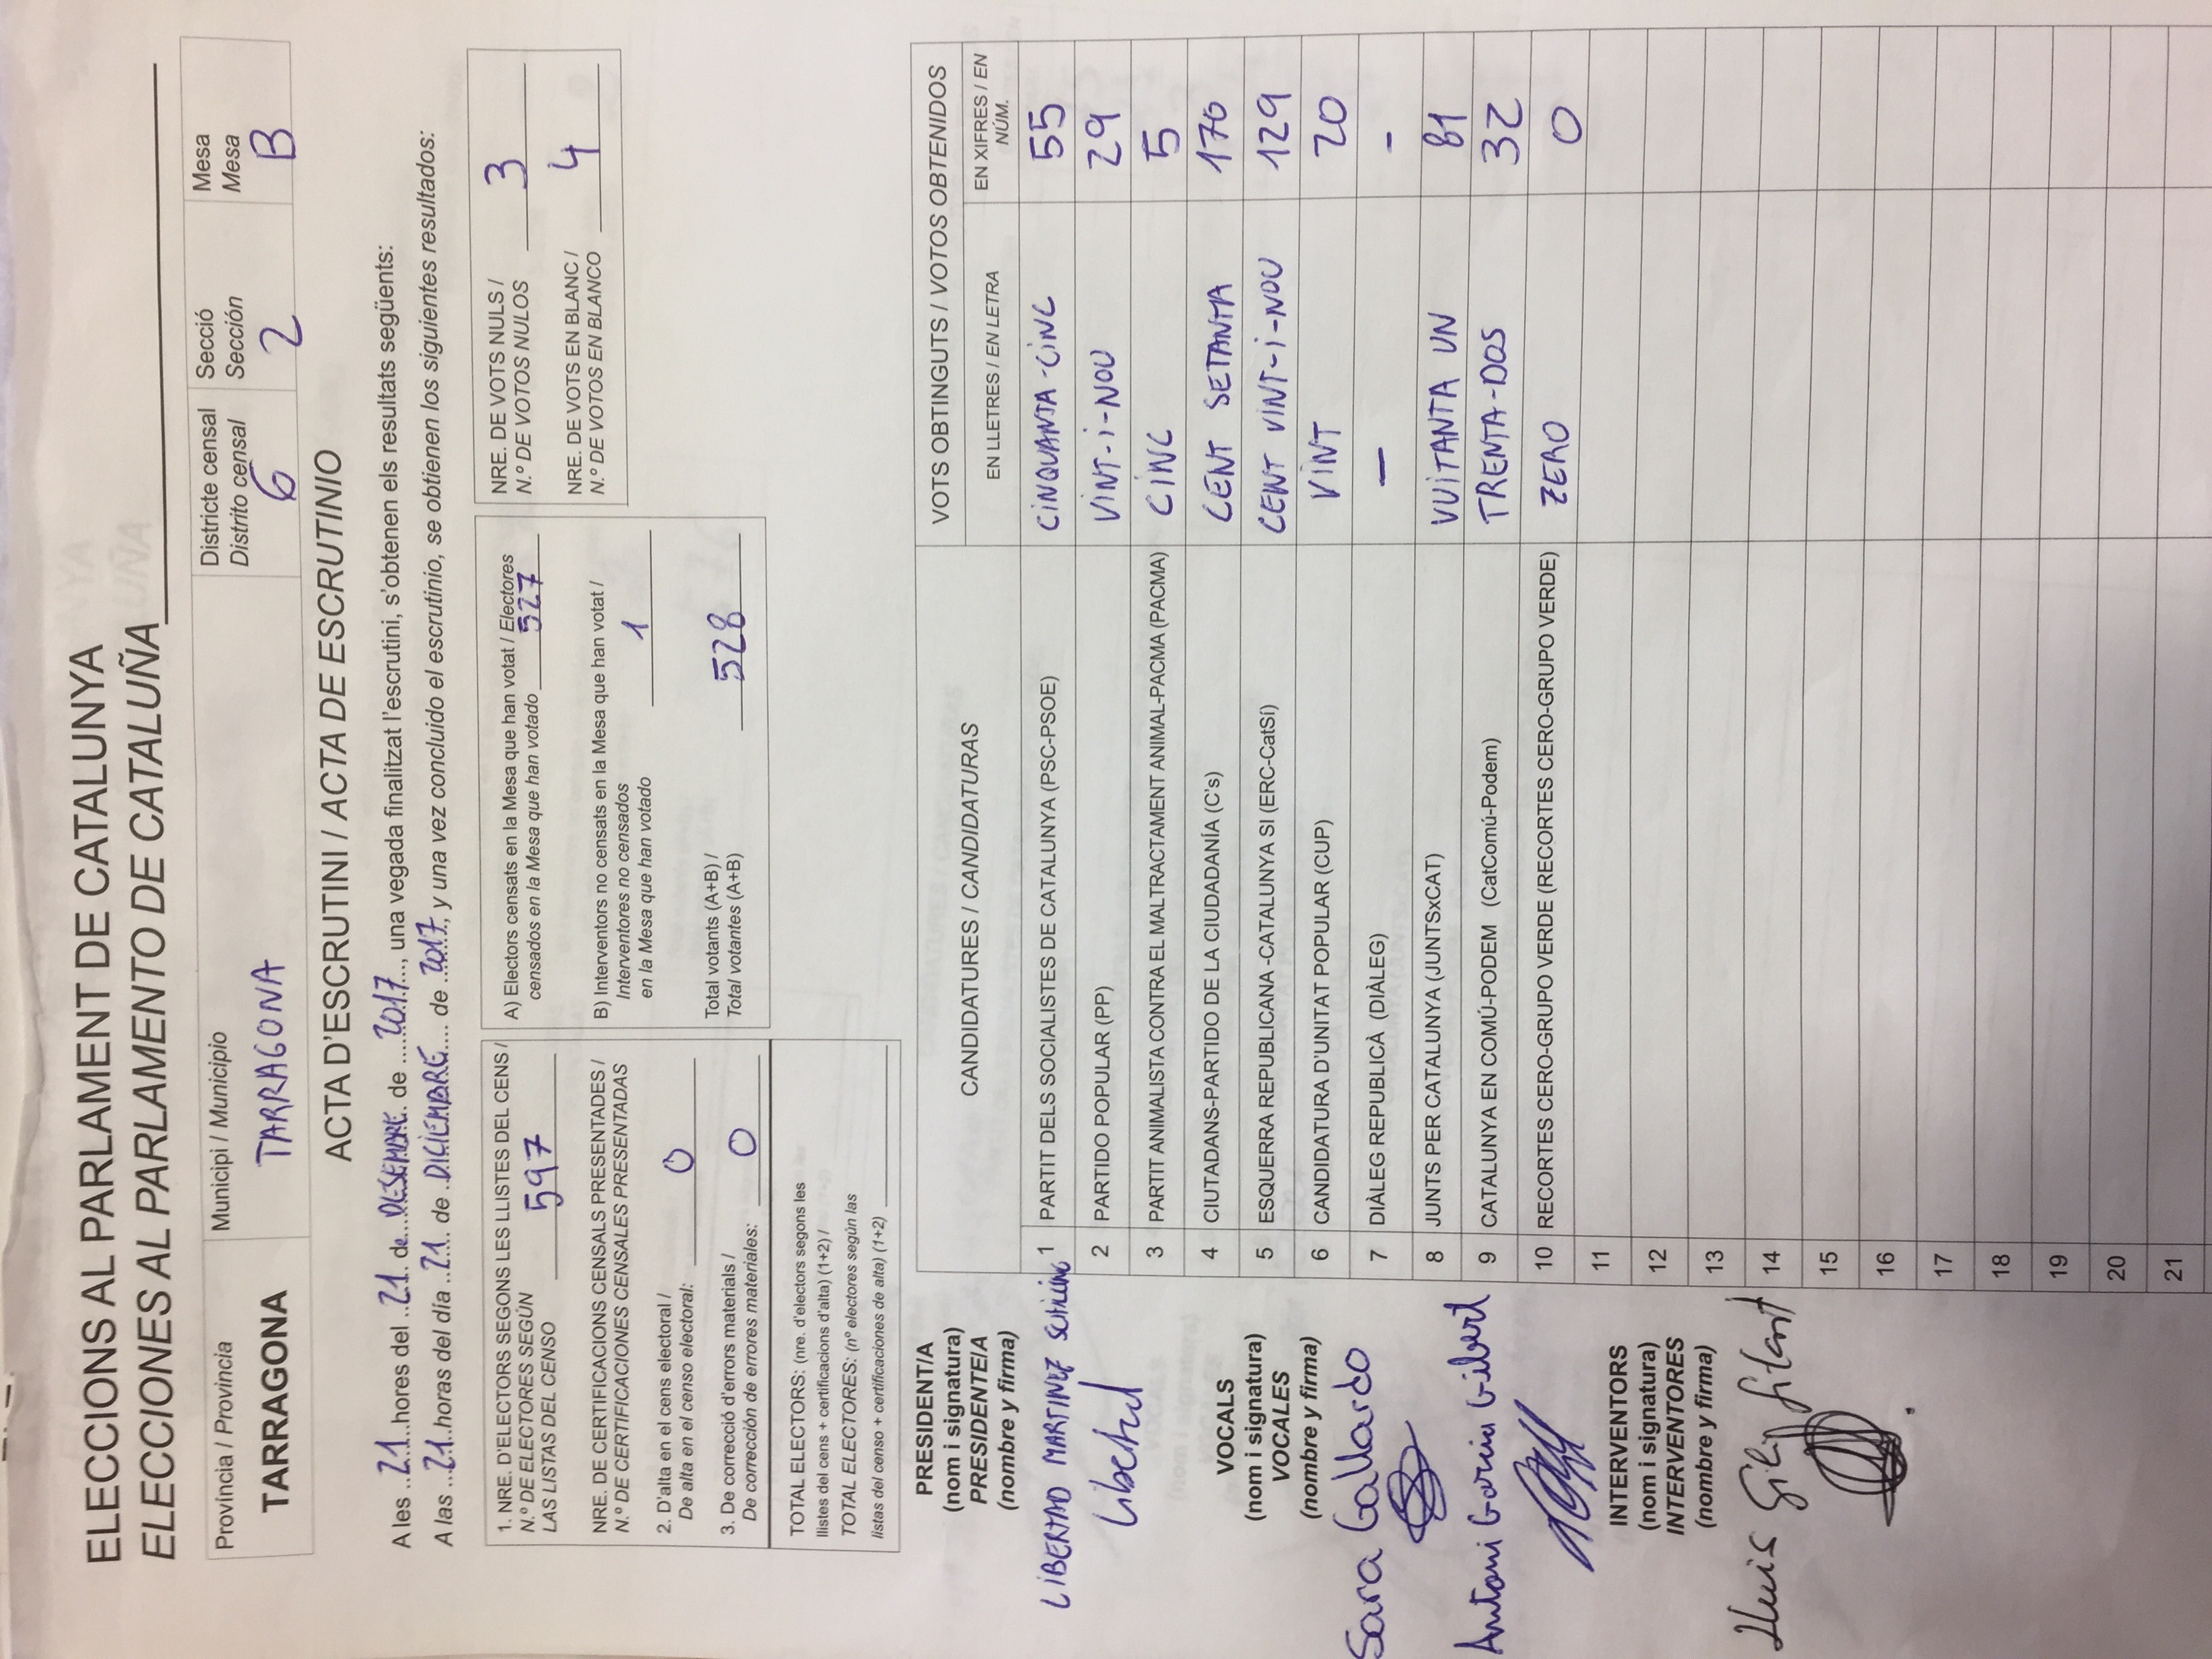 ELECCIONS AL PARLAMENT DE CATALUNYA
ELECCIONES AL PARLAMENTO DE CATALUÑA
Província / Provincia
TARRAGONA
Municipi / Municipio
TARRAGONA
Districte censal
Distrito censal
6
Secció
Sección
2
Mesa
Mesa
B
ACTA D'ESCRUTINI / ACTA DE ESCRUTINIO
A les 21 hores del 21 de DESEMBRE de 2017, una vegada finalitzat l'escrutini, s'obtenen els resultats següents:
A las 21 horas del día 21 de DICIEMBRE de 2017, y una vez concluido el escrutinio, se obtienen los siguientes resultados:
1. NRE. D'ELECTORS SEGONS LES LLISTES DEL CENS /
N.º DE ELECTORES SEGÚN
LAS LISTAS DEL CENSO 597
NRE. DE CERTIFICACIONS CENSALS PRESENTADES /
N.º DE CERTIFICACIONES CENSALES PRESENTADAS
2. D'alta en el cens electoral /
De alta en el censo electoral: 0
3. De correcció d'errors materials /
De corrección de errores materiales: 0
TOTAL ELECTORS: (nre. d'electors segons les
llistes del cens + certificacions d'alta) (1+2) /
TOTAL ELECTORES: (nº electores según las
listas del censo + certificaciones de alta) (1+2)
A) Electors censats en la Mesa que han votat / Electores
censados en la Mesa que han votado 527
B) Interventors no censats en la Mesa que han votat /
Interventores no censados
en la Mesa que han votado 1
Total votants (A+B) /
Total votantes (A+B) 528
NRE. DE VOTS NULS /
N.º DE VOTOS NULOS 3
NRE. DE VOTS EN BLANC /
N.º DE VOTOS EN BLANCO 4
PRESIDENT/A
(nom i signatura)
PRESIDENTE/A
(nombre y firma)
LIBERTAD MARTINEZ
Libertad
VOCALS
(nom i signatura)
VOCALES
(nombre y firma)
Sara Gallardo
Antoni Garcia Gibert
INTERVENTORS
(nom i signatura)
INTERVENTORES
(nombre y firma)
Lluis
CANDIDATURES / CANDIDATURAS
VOTS OBTINGUTS / VOTOS OBTENIDOS
EN LLETRES / EN LETRA
EN XIFRES / EN
NÚM.
1 PARTIT DELS SOCIALISTES DE CATALUNYA (PSC-PSOE) CINQUANTA-CINC 55
2 PARTIDO POPULAR (PP) VINT-i-NOU 29
3 PARTIT ANIMALISTA CONTRA EL MALTRACTAMENT ANIMAL-PACMA (PACMA) CINC 5
4 CIUTADANS-PARTIDO DE LA CIUDADANÍA (C's) CENT SETANTA 170
5 ESQUERRA REPUBLICANA -CATALUNYA SI (ERC-CatSí) CENT VINT-i-NOU 129
6 CANDIDATURA D'UNITAT POPULAR (CUP) VINT 20
7 DIÀLEG REPUBLICÀ (DIÀLEG) — -
8 JUNTS PER CATALUNYA (JUNTSxCAT) VUITANTA UN 81
9 CATALUNYA EN COMÚ-PODEM (CatComú-Podem) TRENTA-DOS 32
10 RECORTES CERO-GRUPO VERDE (RECORTES CERO-GRUPO VERDE) ZERO 0
11
12
13
14
15
16
17
18
19
20
21